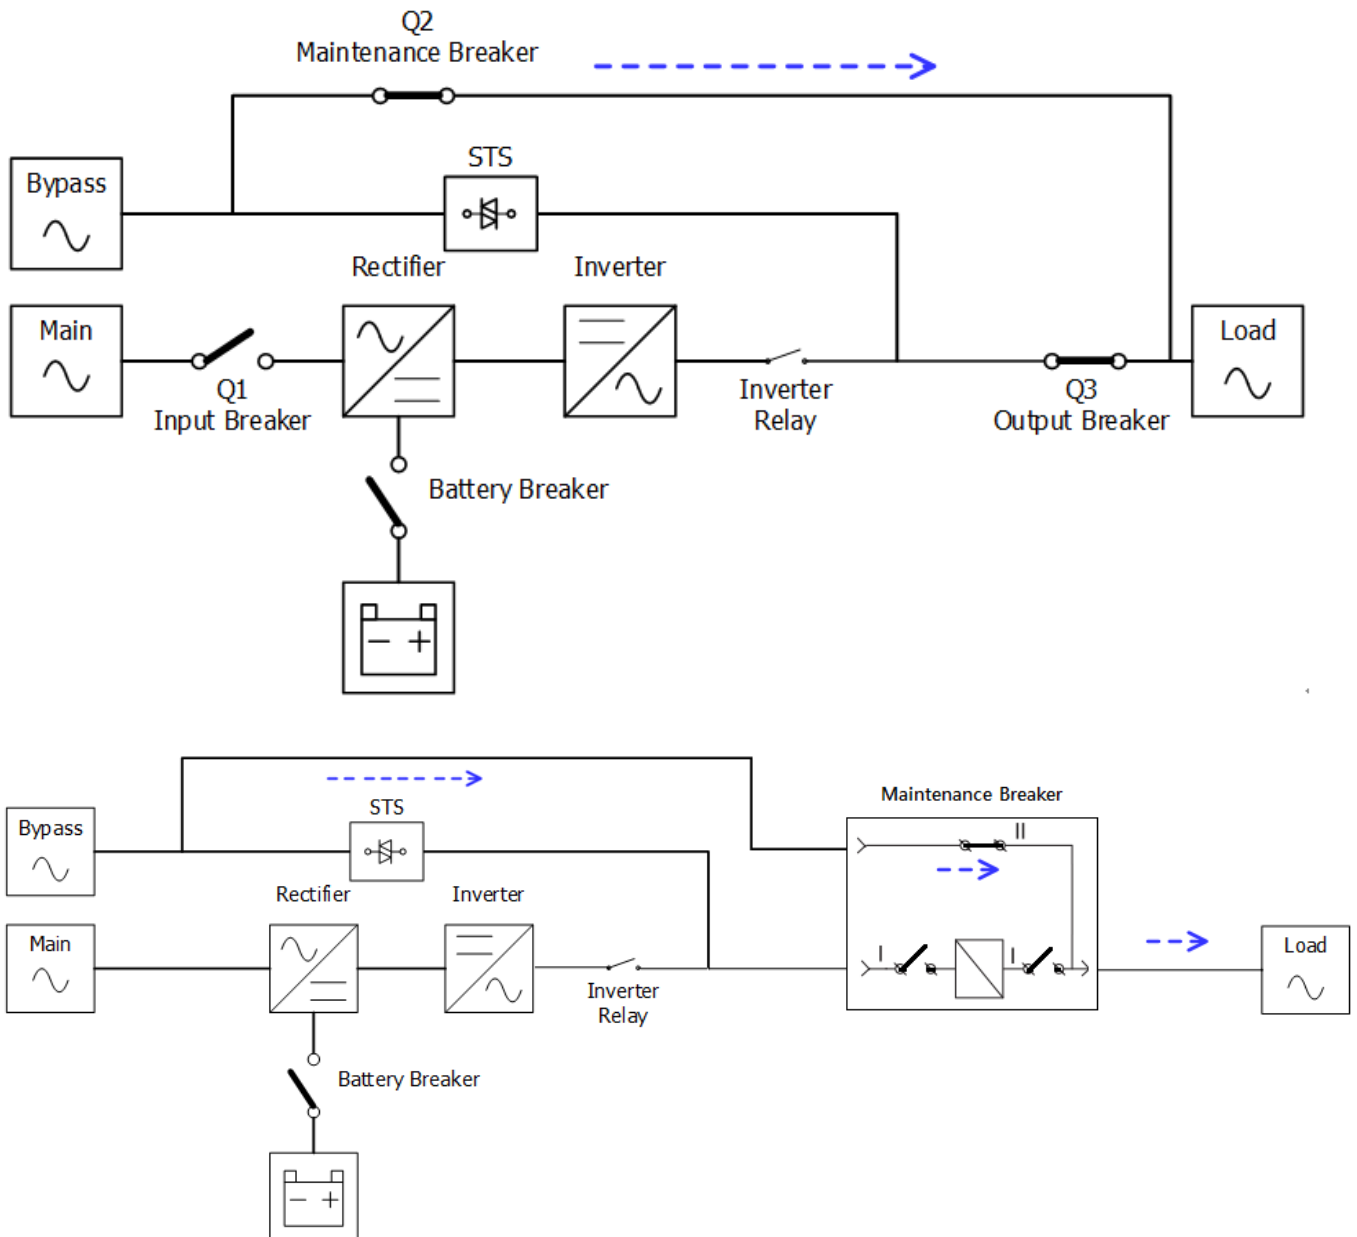 Q2
Maintenance Breaker
STS
Bypass
Rectifier
Inverter
Main
Load
Q1
Input Breaker
Inverter
Relay
Q3
Output Breaker
Battery Breaker
− +
Maintenance Breaker
STS
Bypass
II
Rectifier
Inverter
Main
I
I
Load
Inverter
Relay
Battery Breaker
− +